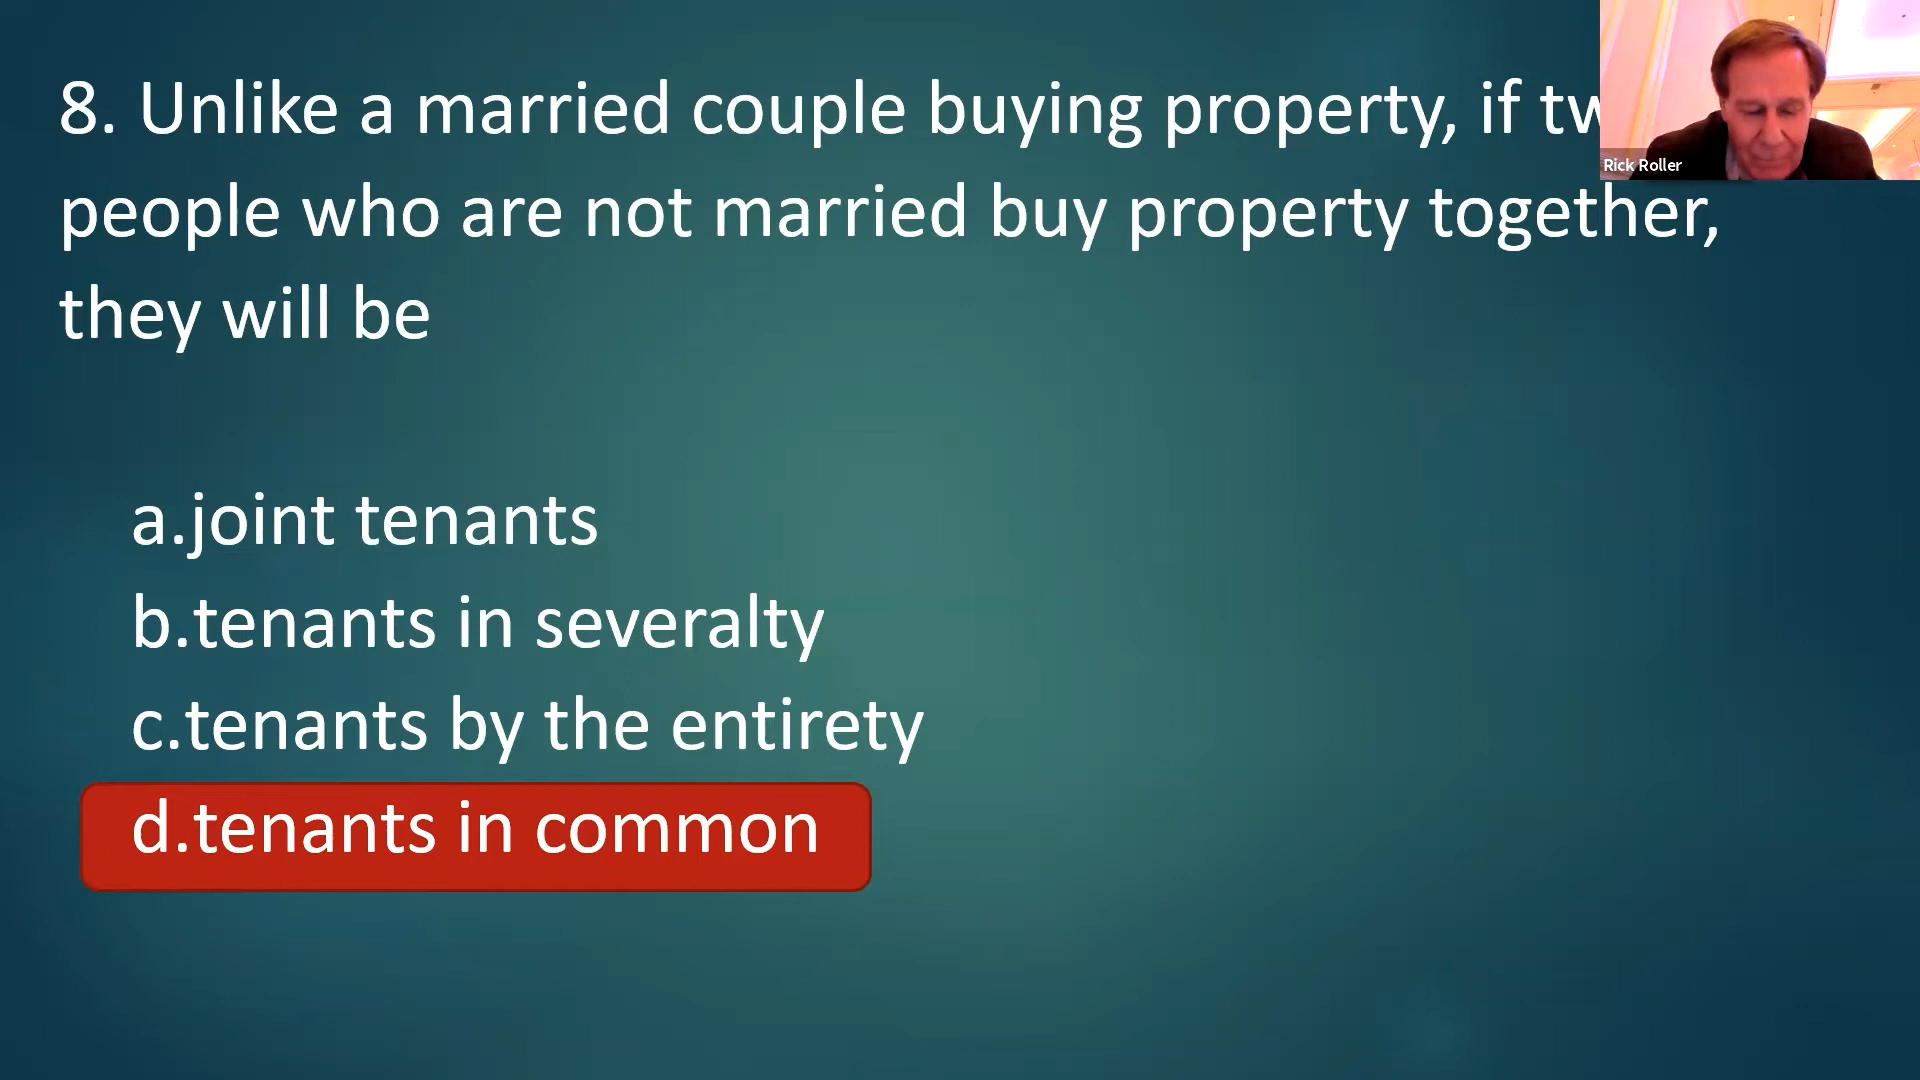 8. Unlike a married couple buying property, if
people who are not married buy property together,
they will be
a.joint tenants
b.tenants in severalty
c.tenants by the entirety
d.tenants in common
Rick Roller